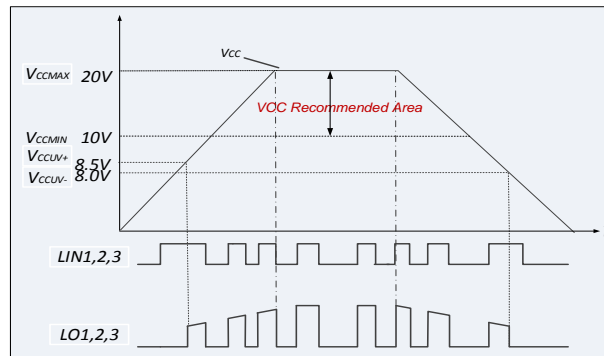 Vcc
VCCMAX 20V
VCC Recommended Area
VCCMIN 10V
VCCUV+ 8.5V
VCCUV- 8.0V
LIN1,2,3
LO1,2,3